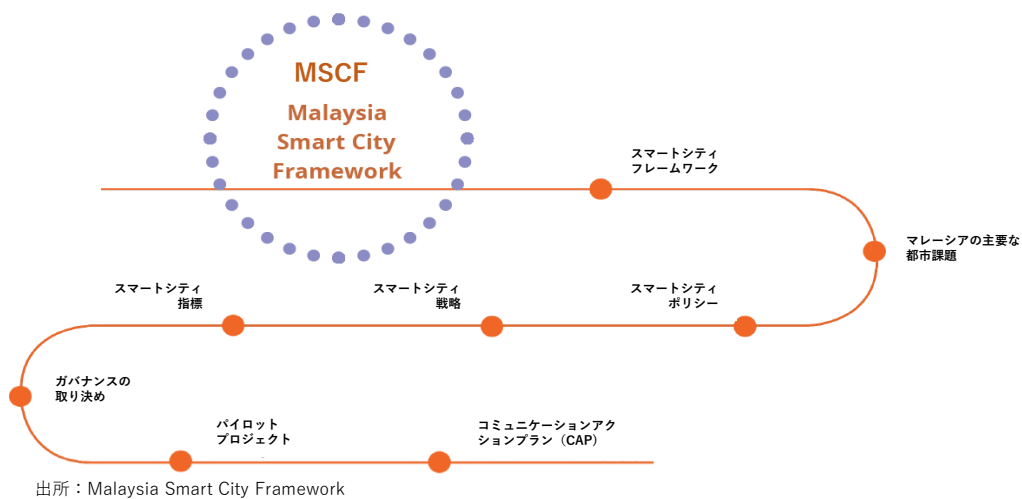 MSCF
Malaysia
Smart City
Framework
スマートシティ
フレームワーク
マレーシアの主要な
都市課題
スマートシティ
ポリシー
スマートシティ
戦略
スマートシティ
指標
ガバナンスの
取り決め
パイロット
プロジェクト
コミュニケーションアク
ションプラン（CAP）
出所：Malaysia Smart City Framework